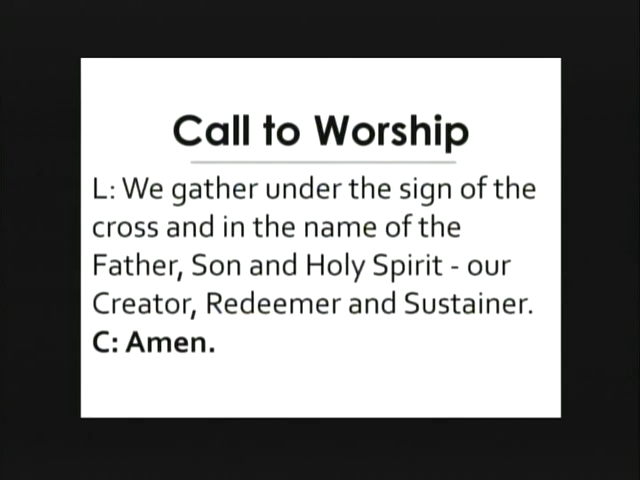 Call to Worship
L: We gather under the sign of the
cross and in the name of the
Father, Son and Holy Spirit - our
Creator, Redeemer and Sustainer.
C: Amen.